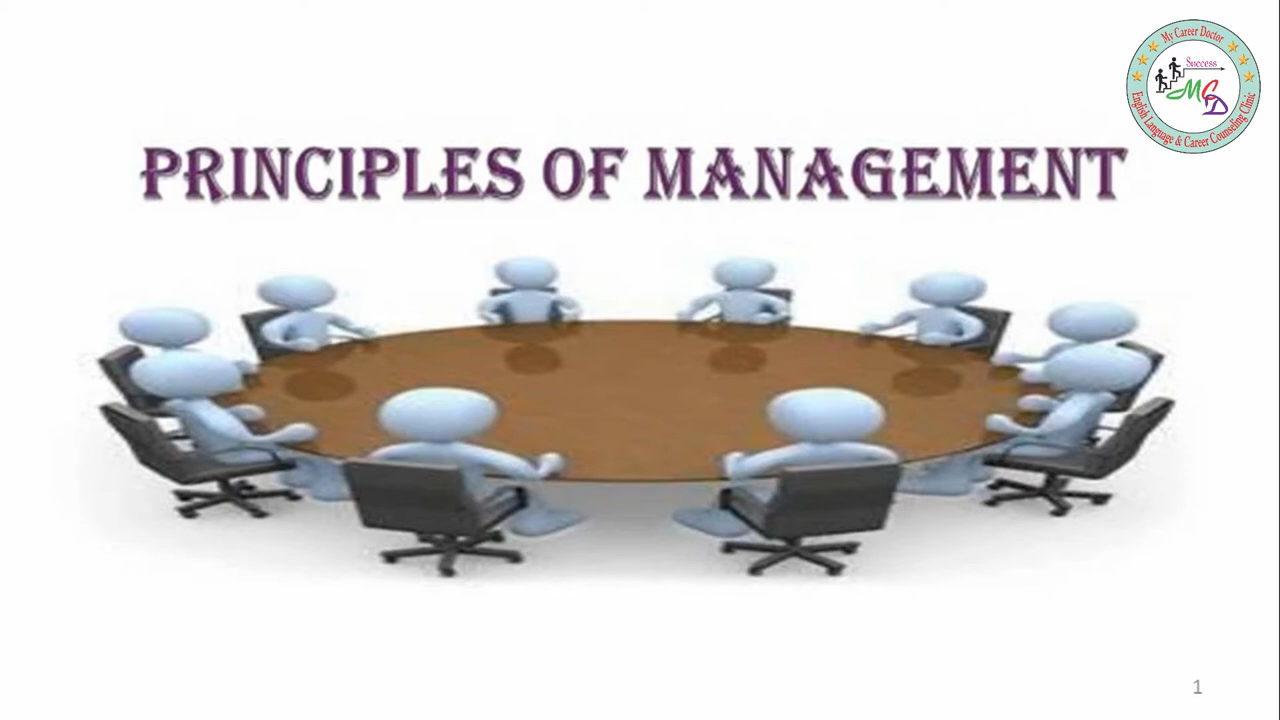 My Career Doctor
Success
MCD
English Language & Career Counseling Clinic
PRINCIPLES OF MANAGEMENT
1